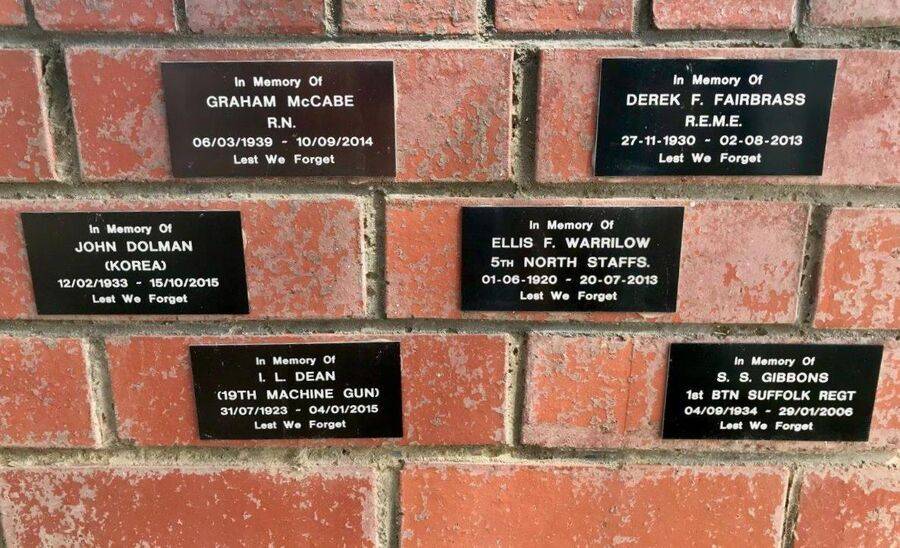 In Memory Of
GRAHAM McCABE
R.N.
06/03/1939 - 10/09/2014
Lest We Forget
In Memory Of
DEREK F. FAIRBRASS
R.E.M.E.
27-11-1930 - 02-08-2013
Lest We Forget
In Memory Of
JOHN DOLMAN
(KOREA)
12/02/1933 - 15/10/2015
Lest We Forget
In Memory Of
ELLIS F. WARRILOW
5TH NORTH STAFFS.
01-06-1920 - 20-07-2013
Lest We Forget
In Memory Of
I. L. DEAN
(19TH MACHINE GUN)
31/07/1923 - 04/01/2015
Lest We Forget
In Memory Of
S. S. GIBBONS
1st BTN SUFFOLK REGT
04/09/1934 - 29/01/2006
Lest We Forget